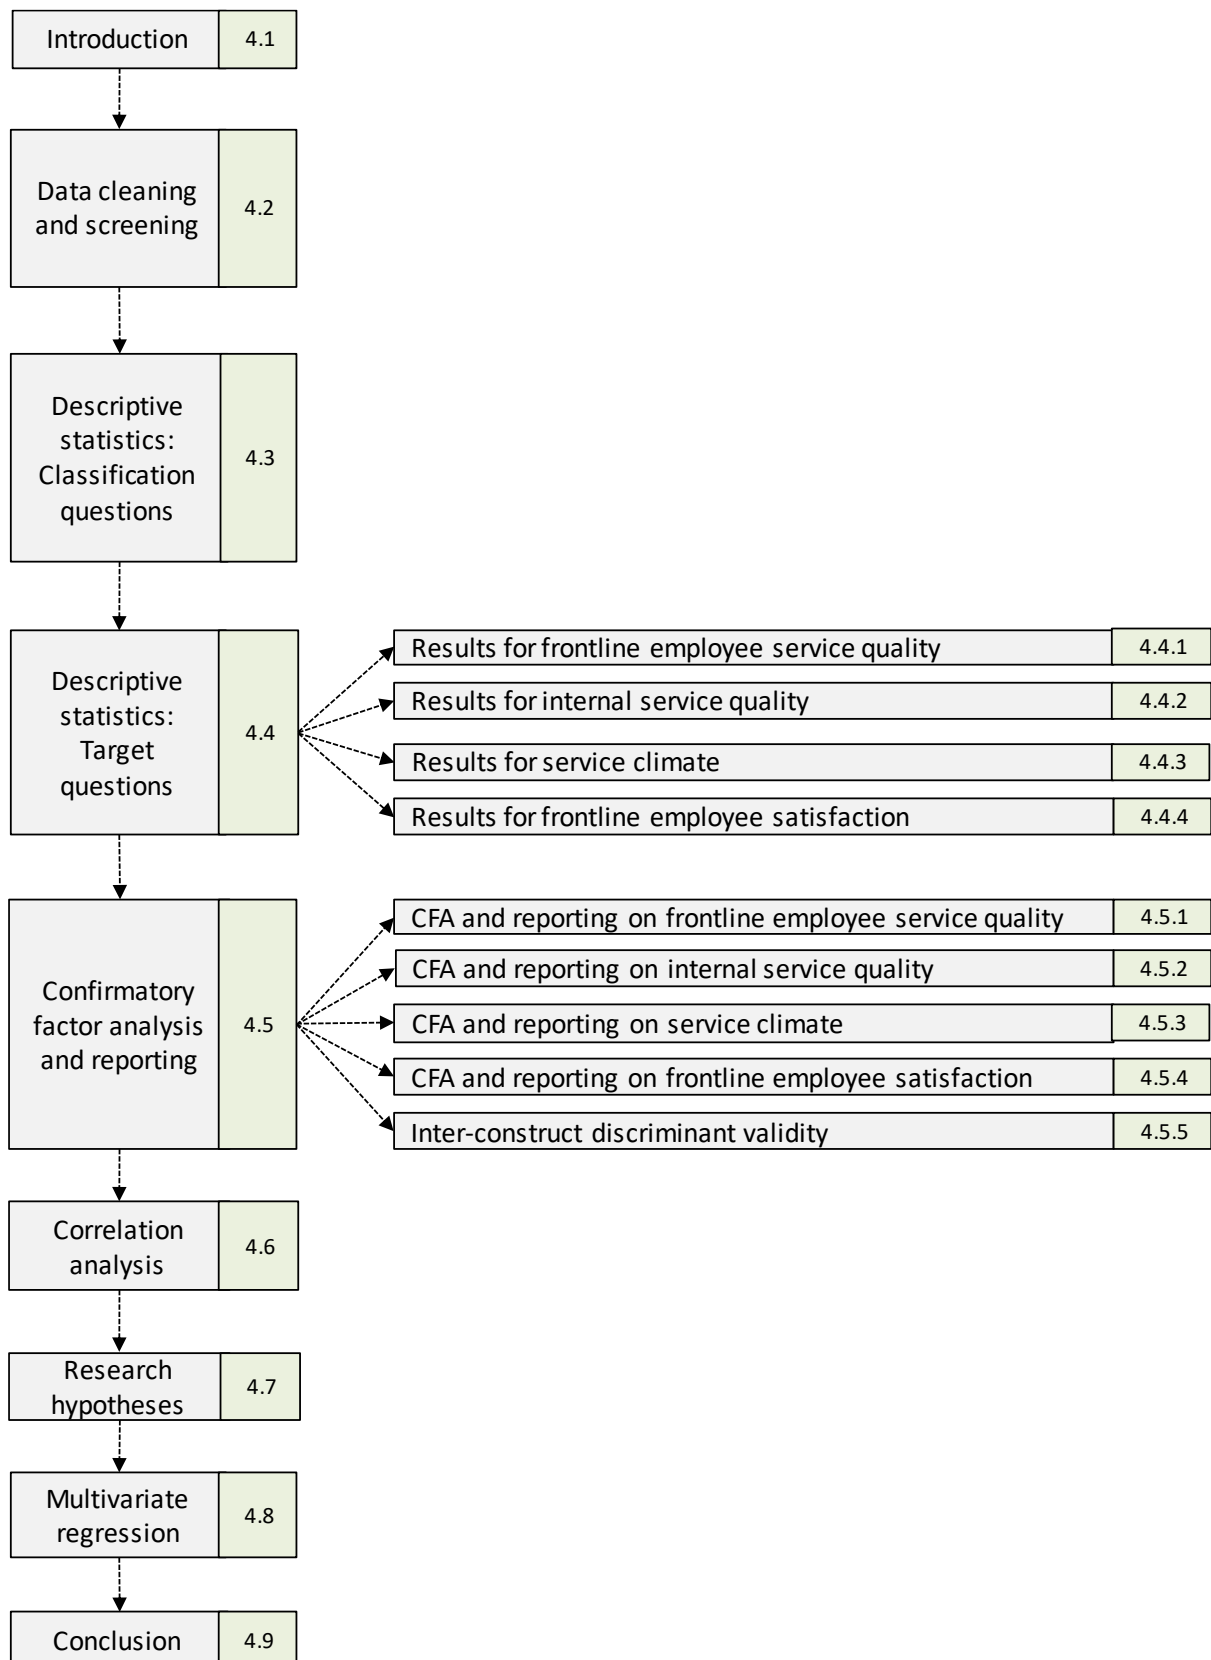 Introduction 4.1
Data cleaning
and screening
4.2
Descriptive
statistics:
Classification
questions
4.3
Descriptive
statistics:
Target
questions
4.4
Results for frontline employee service quality 4.4.1
Results for internal service quality 4.4.2
Results for service climate 4.4.3
Results for frontline employee satisfaction 4.4.4
Confirmatory
factor analysis
and reporting
4.5
CFA and reporting on frontline employee service quality 4.5.1
CFA and reporting on internal service quality 4.5.2
CFA and reporting on service climate 4.5.3
CFA and reporting on frontline employee satisfaction 4.5.4
Inter-construct discriminant validity 4.5.5
Correlation
analysis
4.6
Research
hypotheses
4.7
Multivariate
regression
4.8
Conclusion 4.9